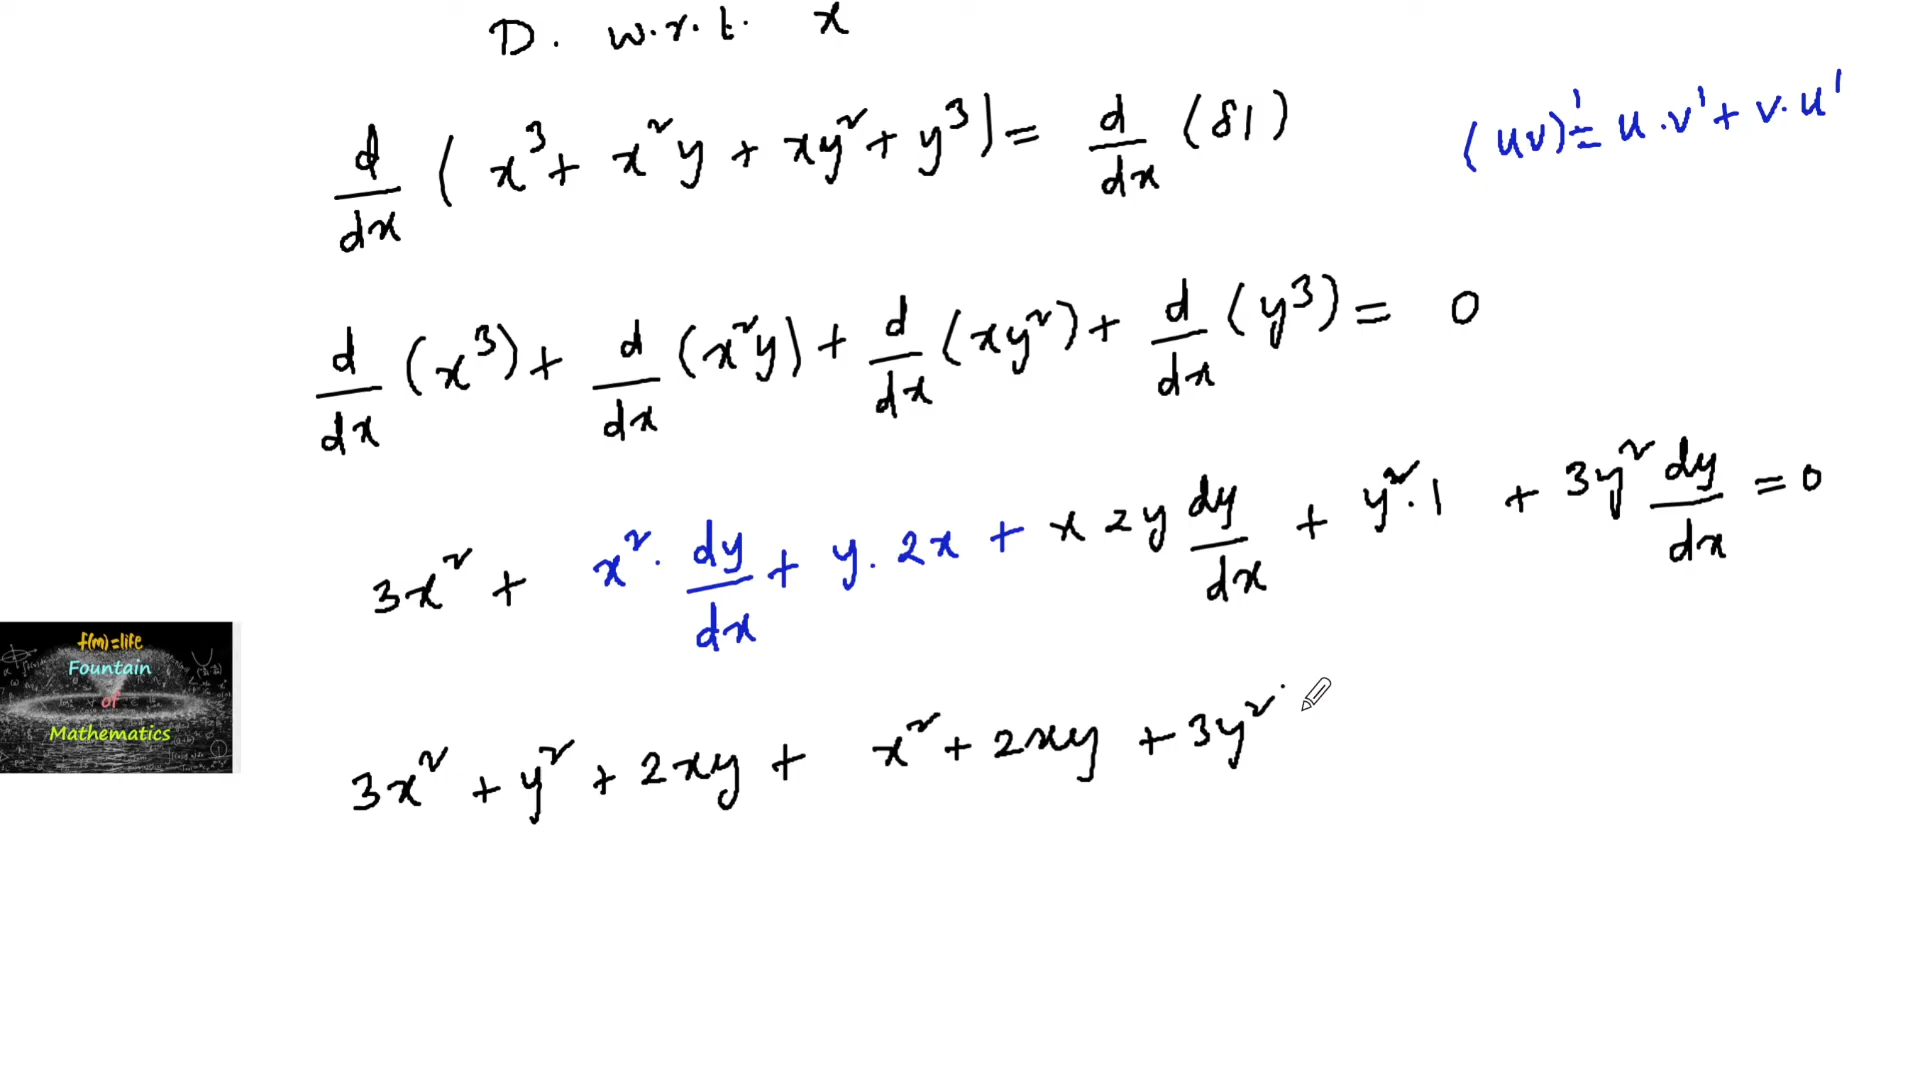 D. w.r.t. x
d/dx ( x³ + x²y + xy² + y³ ) = d/dx (81)
(uv)' = u.v' + v.u'
d/dx (x³) + d/dx (x²y) + d/dx (xy²) + d/dx (y³) = 0
3x² + x². dy/dx + y. 2x + x 2y dy/dx + y².1 + 3y² dy/dx = 0
f(m)=life
Fountain
of
Mathematics
3x² + y² + 2xy + x² + 2xy + 3y²